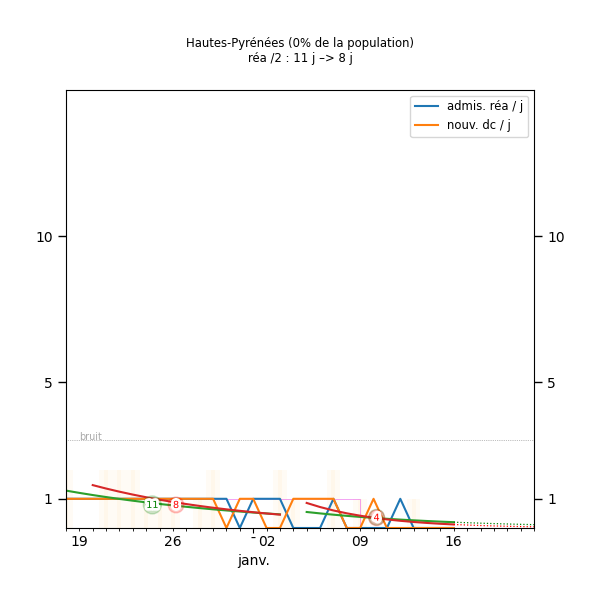 Hautes-Pyrénées (0% de la population)
réa /2 : 11 j –> 8 j
admis. réa / j
nouv. dc / j
10 10
5 5
bruit
1 1
11 8 4
19 26 - 02 09 16
janv.